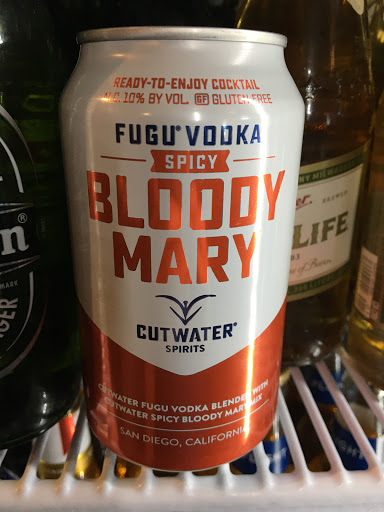 READY-TO-ENJOY COCKTAIL
ALC. 10% BY VOL. GF GLUTEN FREE
FUGU® VODKA
SPICY
BLOODY
MARY
CUTWATER®
SPIRITS
CUTWATER FUGU VODKA BLENDED WITH
CUTWATER SPICY BLOODY MARY MIX
SAN DIEGO, CALIFORNIA
n®
GER
LIFE